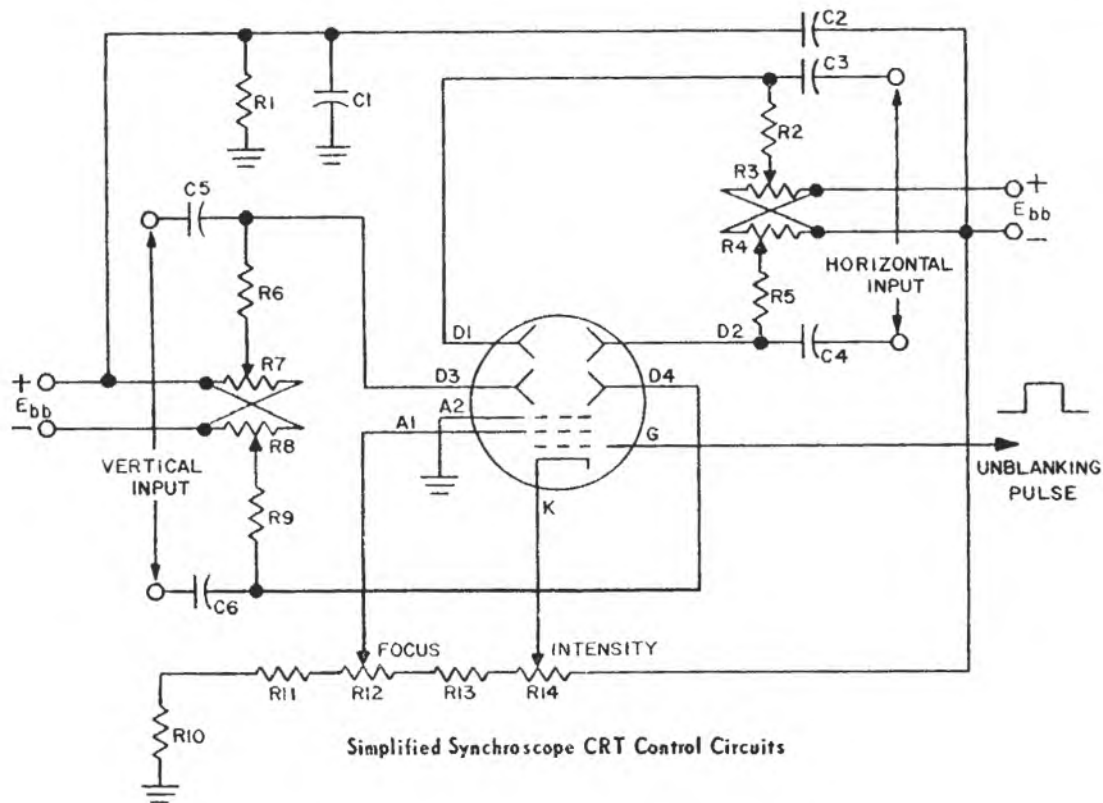 C2
C3
R1
C1
R2
R3
+
E bb
−
R4
C5
HORIZONTAL
INPUT
R6
R5
D1
D2
C4
R7
+
E bb
−
D3
D4
A2
A1
G
R8
VERTICAL
INPUT
UNBLANKING
PULSE
K
R9
C6
FOCUS
INTENSITY
R11
R12
R13
R14
R10
Simplified Synchroscope CRT Control Circuits